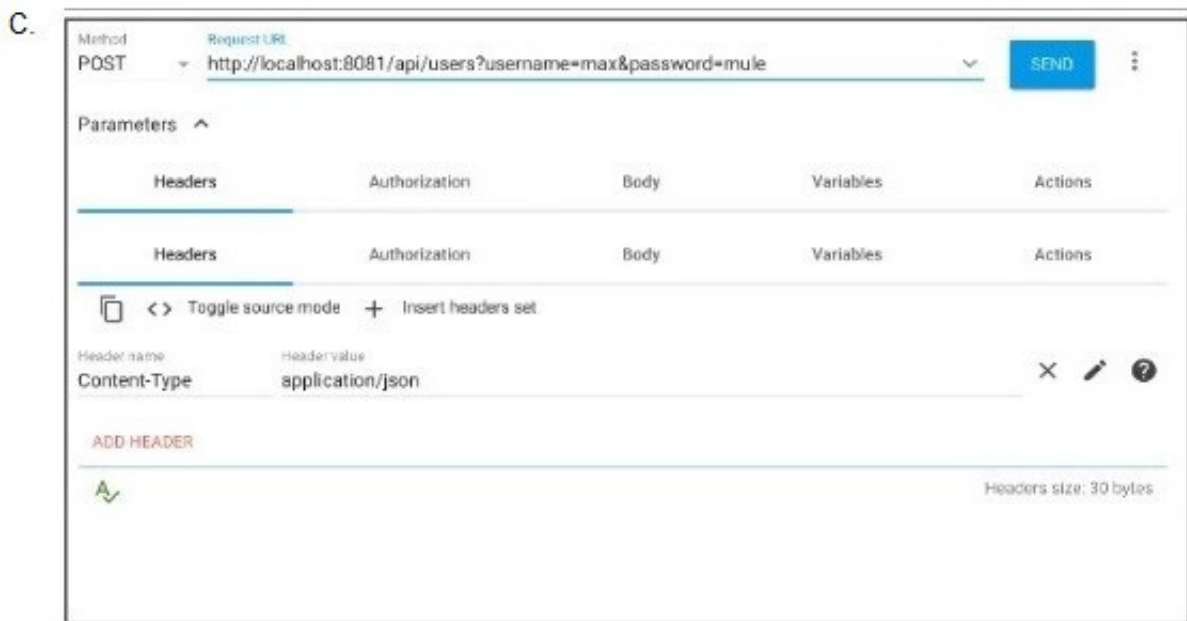 C.
Method Request URL
POST http://localhost:8081/api/users?username=max&password=mule SEND
Parameters
Headers Authorization Body Variables Actions
Headers Authorization Body Variables Actions
<> Toggle source mode + Insert headers set
Header name Header value
Content-Type application/json
ADD HEADER
Headers size: 30 bytes